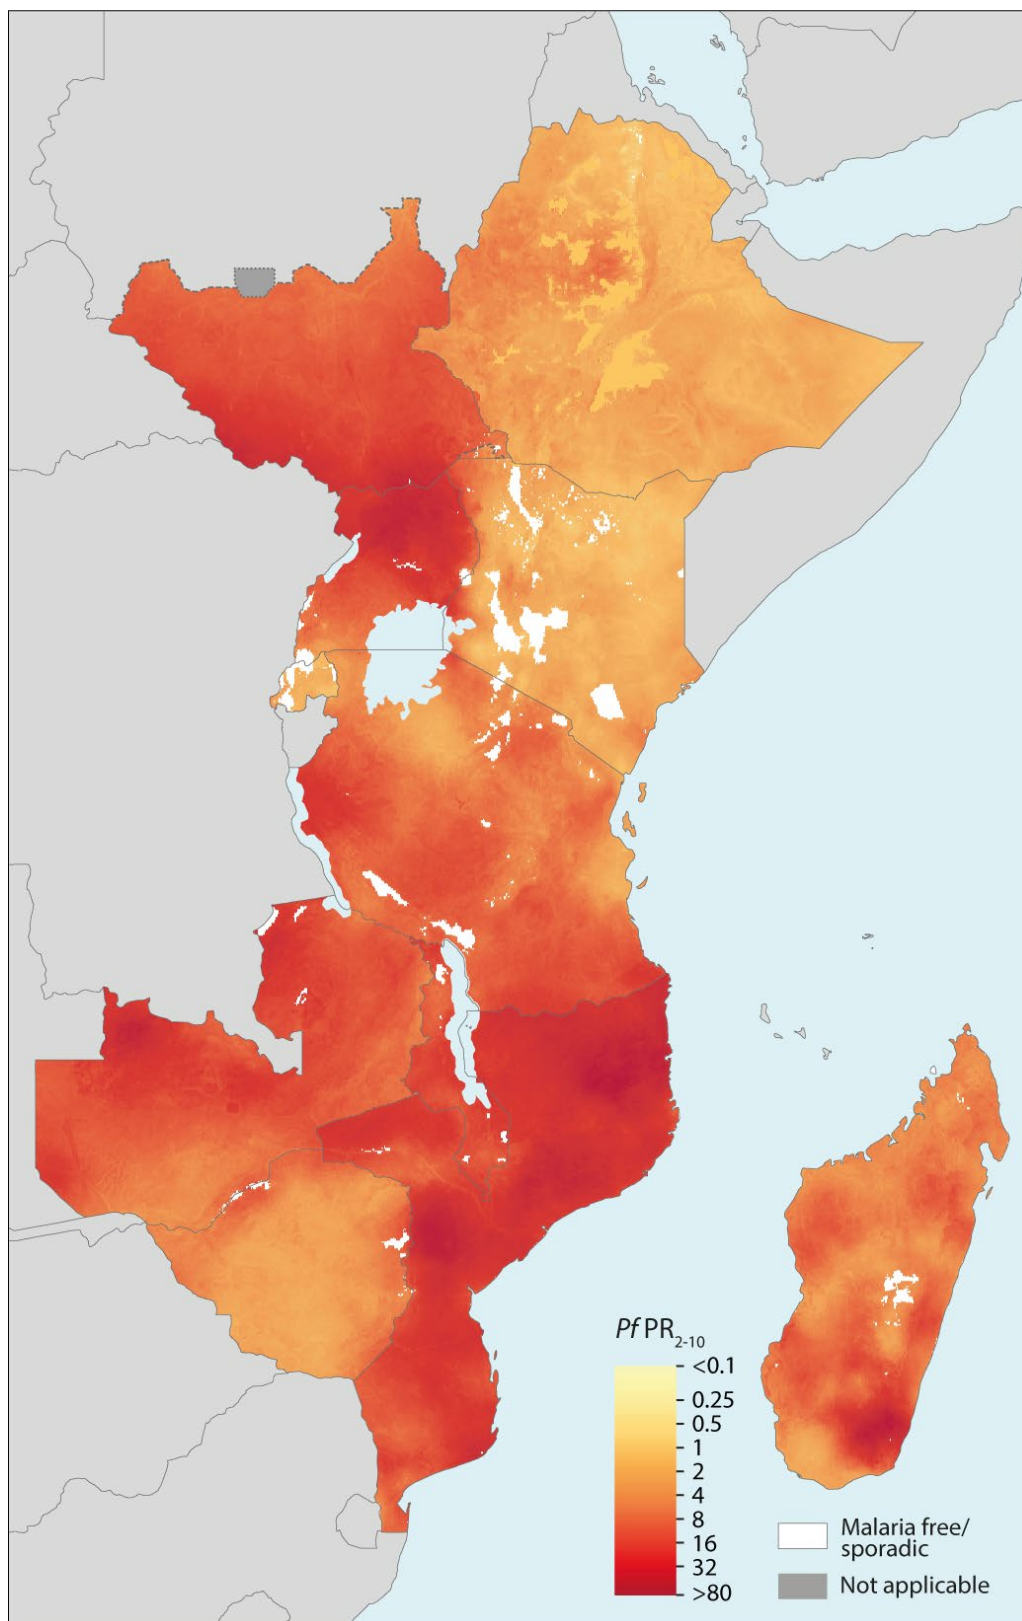 Pf PR2-10
<0.1
0.25
0.5
1
2
4
8
16
32
>80
Malaria free/
sporadic
Not applicable